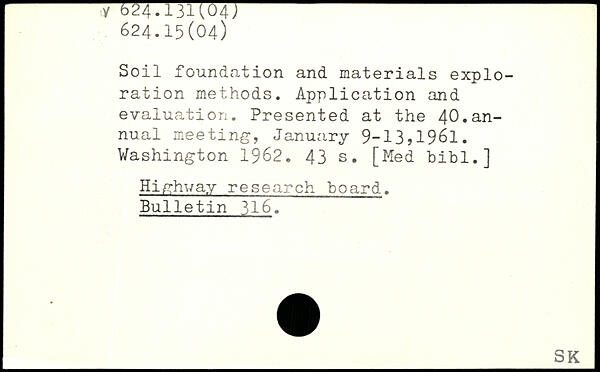 v 624.131(04)
624.15(04)
Soil foundation and materials explo-
ration methods. Application and
evaluation. Presented at the 40.an-
nual meeting, January 9-13,1961.
Washington 1962. 43 s. [Med bibl.]
Highway research board.
Bulletin 316.
SK